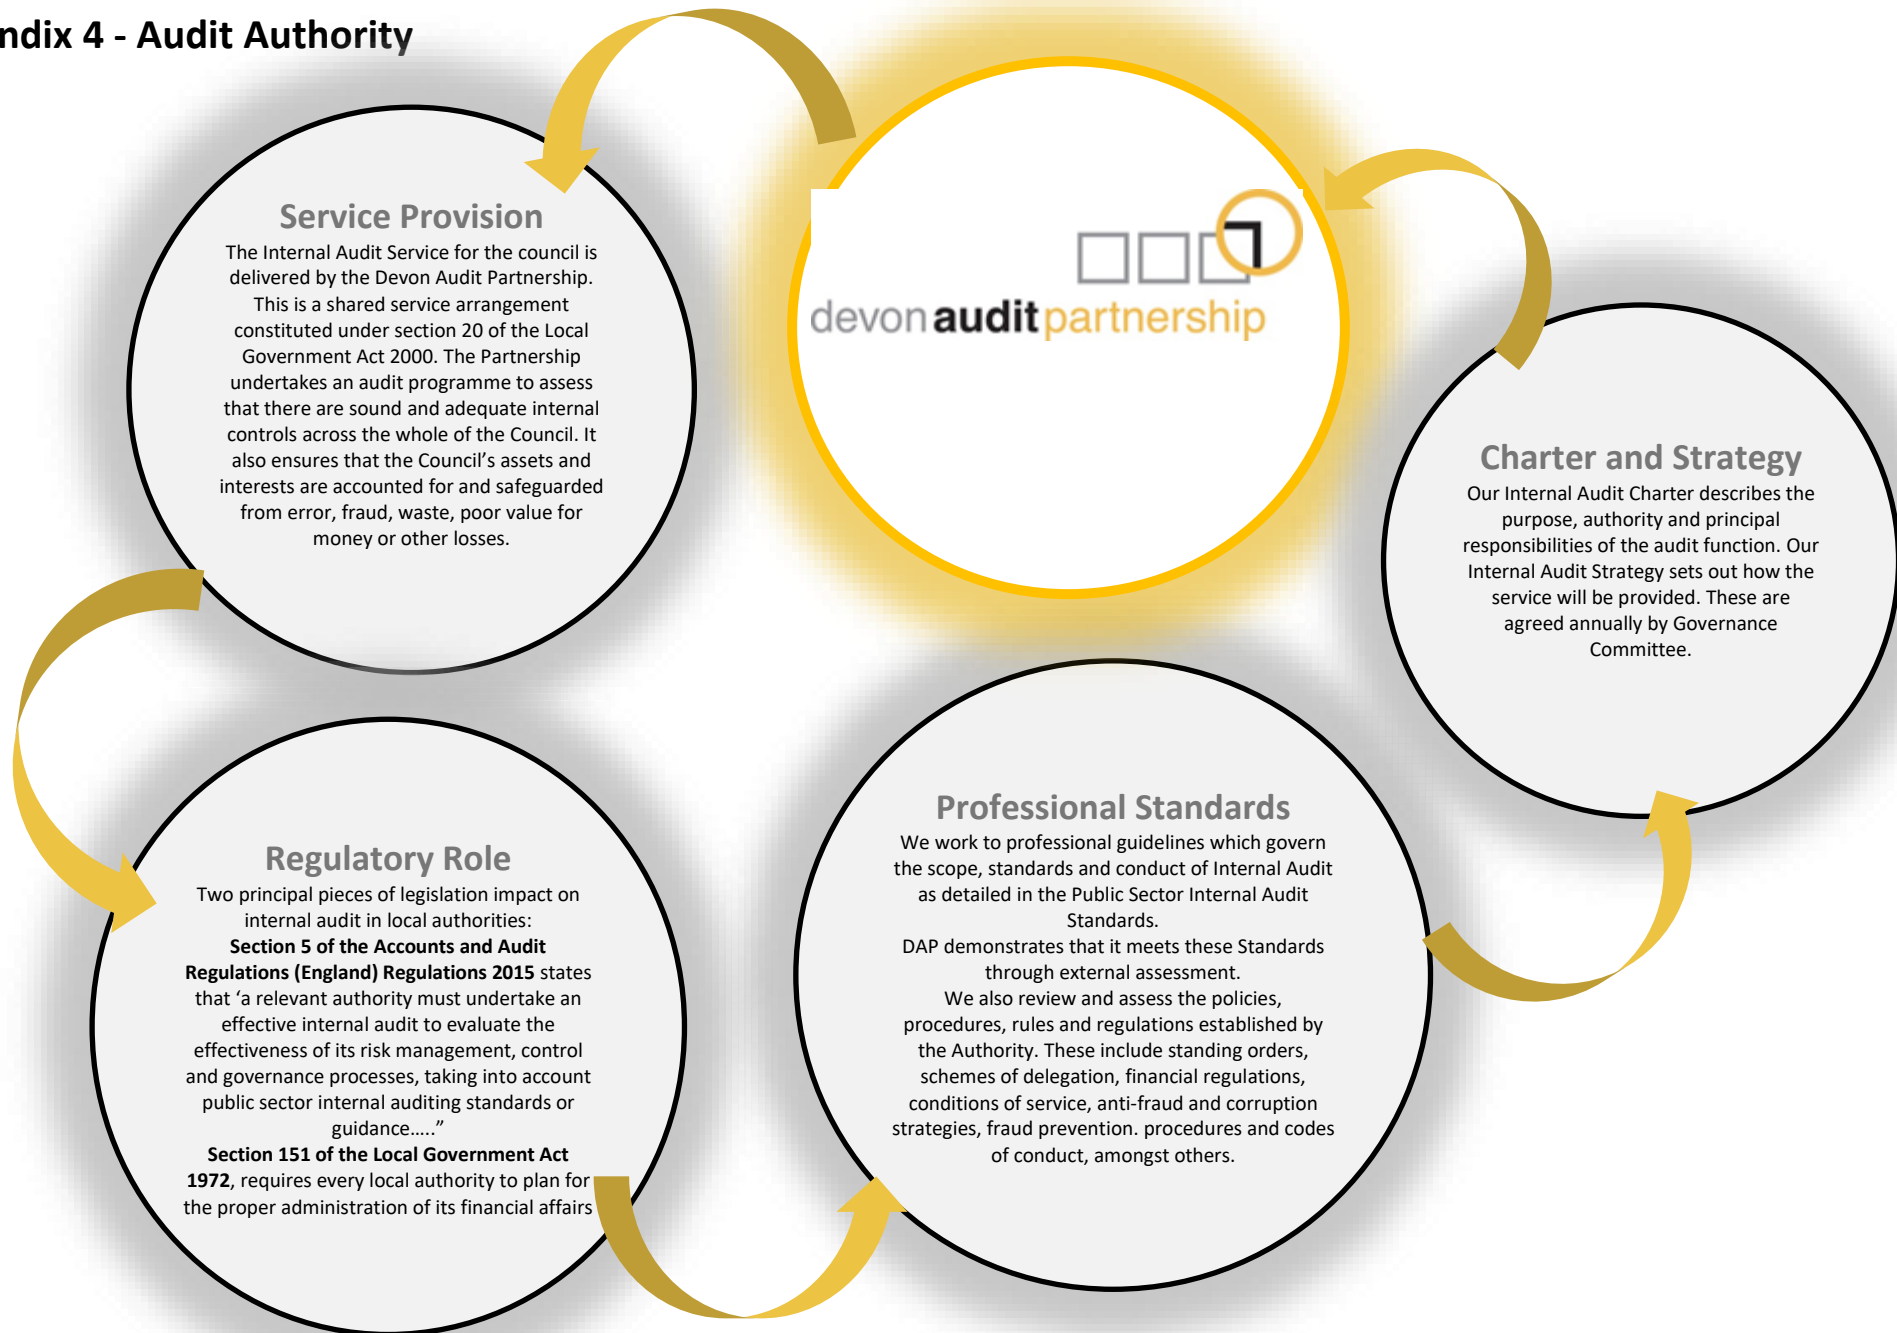 ndix 4 - Audit Authority
Service Provision
The Internal Audit Service for the council is
delivered by the Devon Audit Partnership.
This is a shared service arrangement
constituted under section 20 of the Local
Government Act 2000. The Partnership
undertakes an audit programme to assess
that there are sound and adequate internal
controls across the whole of the Council. It
also ensures that the Council’s assets and
interests are accounted for and safeguarded
from error, fraud, waste, poor value for
money or other losses.
devonauditpartnership
Charter and Strategy
Our Internal Audit Charter describes the
purpose, authority and principal
responsibilities of the audit function. Our
Internal Audit Strategy sets out how the
service will be provided. These are
agreed annually by Governance
Committee.
Regulatory Role
Two principal pieces of legislation impact on
internal audit in local authorities:
Section 5 of the Accounts and Audit
Regulations (England) Regulations 2015 states
that ‘a relevant authority must undertake an
effective internal audit to evaluate the
effectiveness of its risk management, control
and governance processes, taking into account
public sector internal auditing standards or
guidance…..”
Section 151 of the Local Government Act
1972, requires every local authority to plan for
the proper administration of its financial affairs
Professional Standards
We work to professional guidelines which govern
the scope, standards and conduct of Internal Audit
as detailed in the Public Sector Internal Audit
Standards.
DAP demonstrates that it meets these Standards
through external assessment.
We also review and assess the policies,
procedures, rules and regulations established by
the Authority. These include standing orders,
schemes of delegation, financial regulations,
conditions of service, anti-fraud and corruption
strategies, fraud prevention. procedures and codes
of conduct, amongst others.